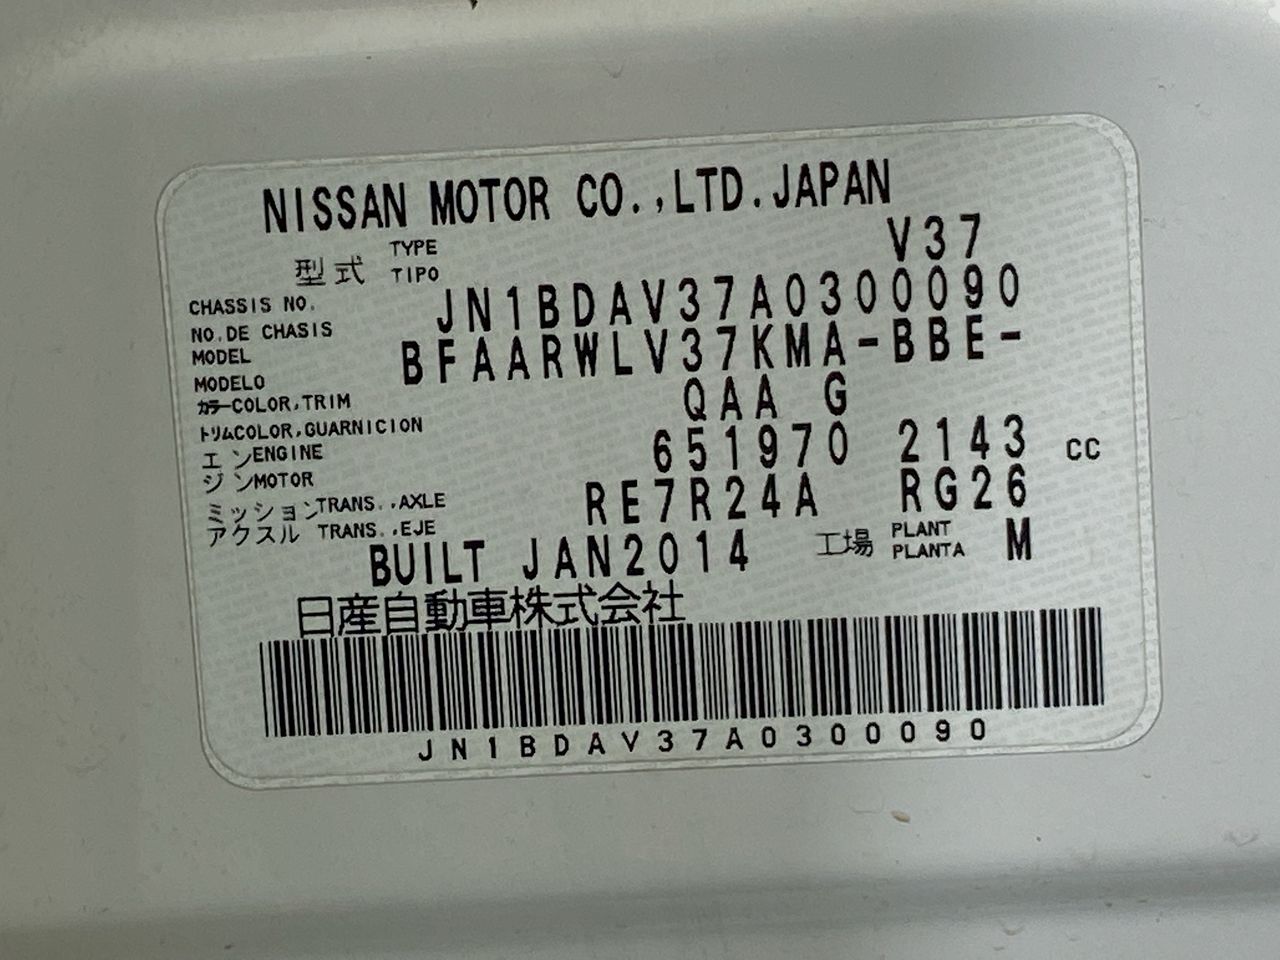 NISSAN MOTOR CO.,LTD.JAPAN
型式 TYPE TIPO V37
CHASSIS NO.
NO.DE CHASIS JN1BDAV37A0300090
MODEL
MODELO BFAARWLV37KMA-BBE-
カラーCOLOR,TRIM
トリムCOLOR,GUARNICION QAA G
エンENGINE
ジンMOTOR 651970 2143 CC
ミッションTRANS..AXLE
アクスル TRANS..EJE RE7R24A RG26
BUILT JAN2014 工場 PLANT PLANTA M
日産自動車株式会社
JN1BDAV37A0300090